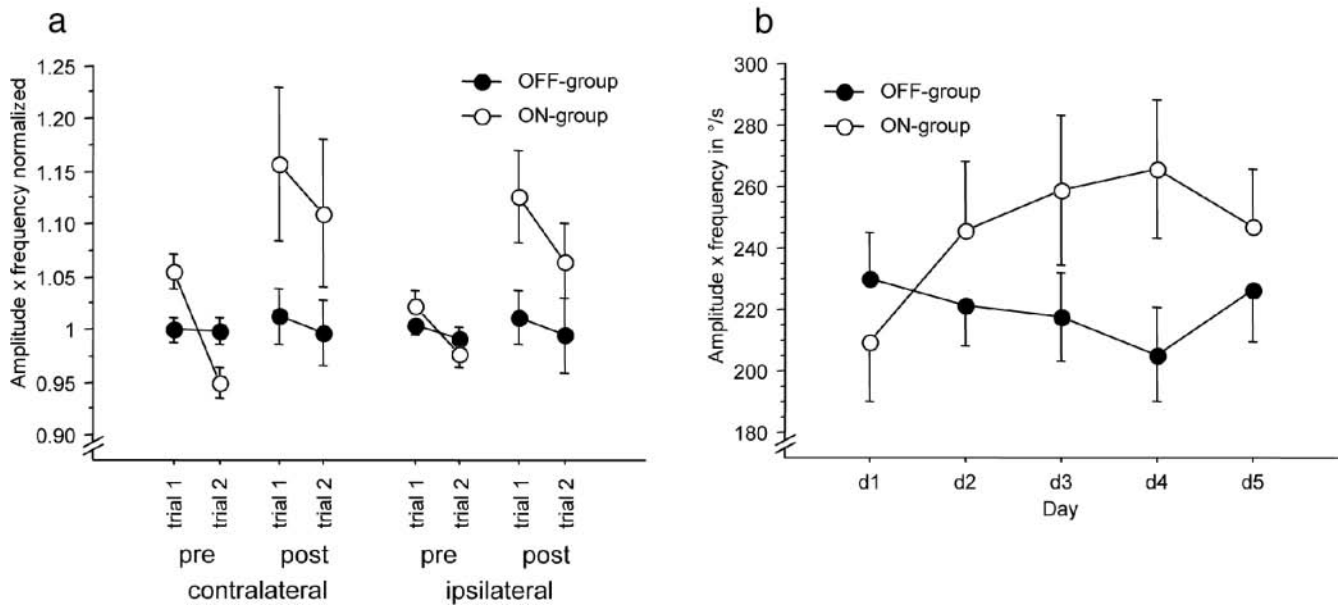 a
Amplitude x frequency normalized
1.25
1.20
1.15
1.10
1.05
1
0.95
0.90
OFF-group
ON-group
trial 1
trial 2
trial 1
trial 2
trial 1
trial 2
trial 1
trial 2
pre
post
pre
post
contralateral
ipsilateral
b
Amplitude x frequency in °/s
300
280
260
240
220
200
180
OFF-group
ON-group
d1
d2
d3
d4
d5
Day